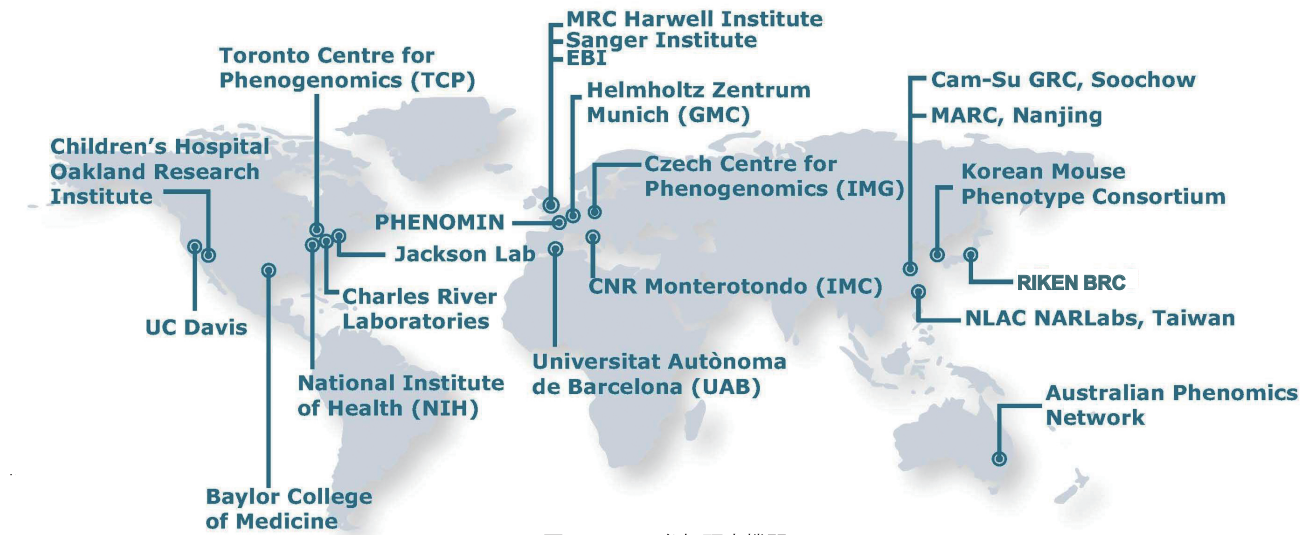 MRC Harwell Institute
Sanger Institute
EBI
Toronto Centre for
Phenogenomics (TCP)
Helmholtz Zentrum
Munich (GMC)
Cam-Su GRC, Soochow
MARC, Nanjing
Children's Hospital
Oakland Research
Institute
Czech Centre for
Phenogenomics (IMG)
Korean Mouse
Phenotype Consortium
PHENOMIN
Jackson Lab
CNR Monterotondo (IMC)
RIKEN BRC
Charles River
Laboratories
UC Davis
NLAC NARLabs, Taiwan
Universitat Autònoma
de Barcelona (UAB)
National Institute
of Health (NIH)
Australian Phenomics
Network
Baylor College
of Medicine